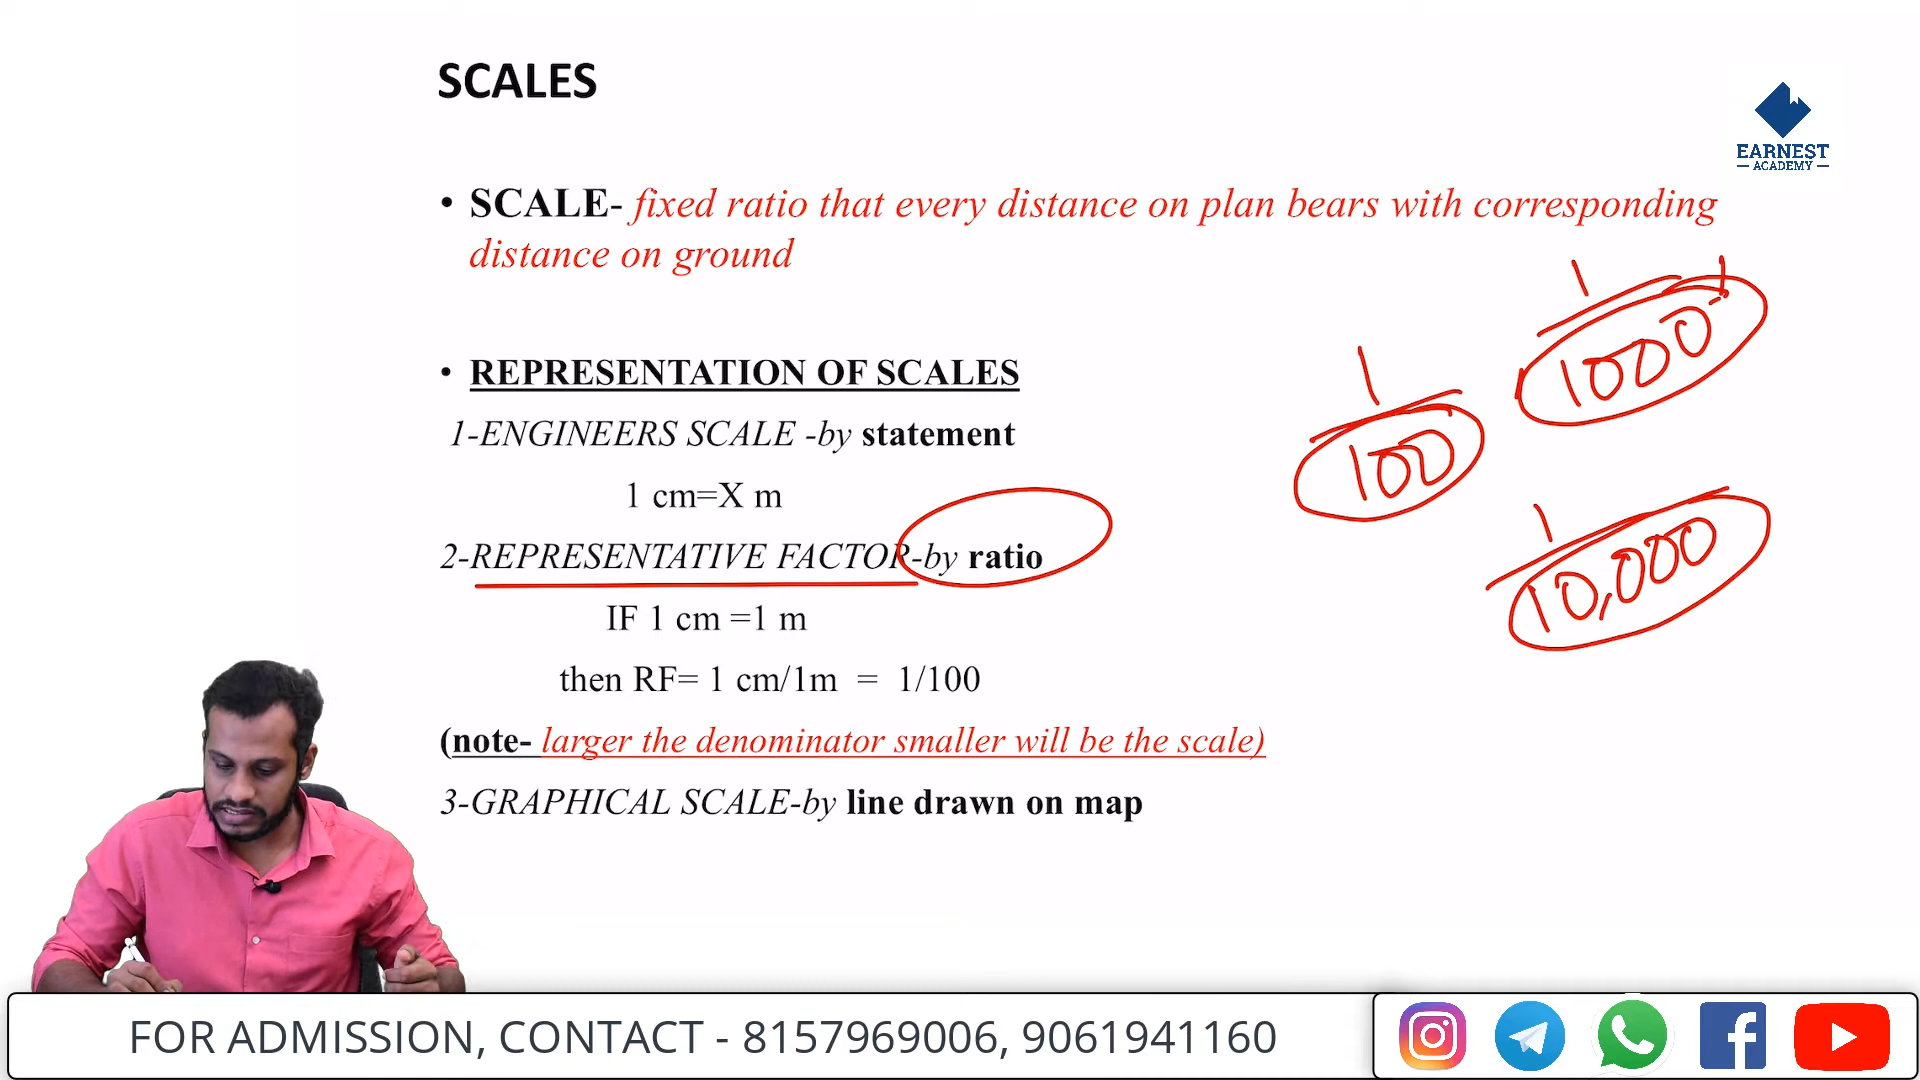 SCALES
EARNEST
ACADEMY
• SCALE- fixed ratio that every distance on plan bears with corresponding
distance on ground
• REPRESENTATION OF SCALES
1-ENGINEERS SCALE -by statement
1 cm=X m
2-REPRESENTATIVE FACTOR-by ratio
IF 1 cm =1 m
then RF= 1 cm/1m = 1/100
(note- larger the denominator smaller will be the scale)
3-GRAPHICAL SCALE-by line drawn on map
1
1000
1
100
1
10,000
FOR ADMISSION, CONTACT - 8157969006, 9061941160